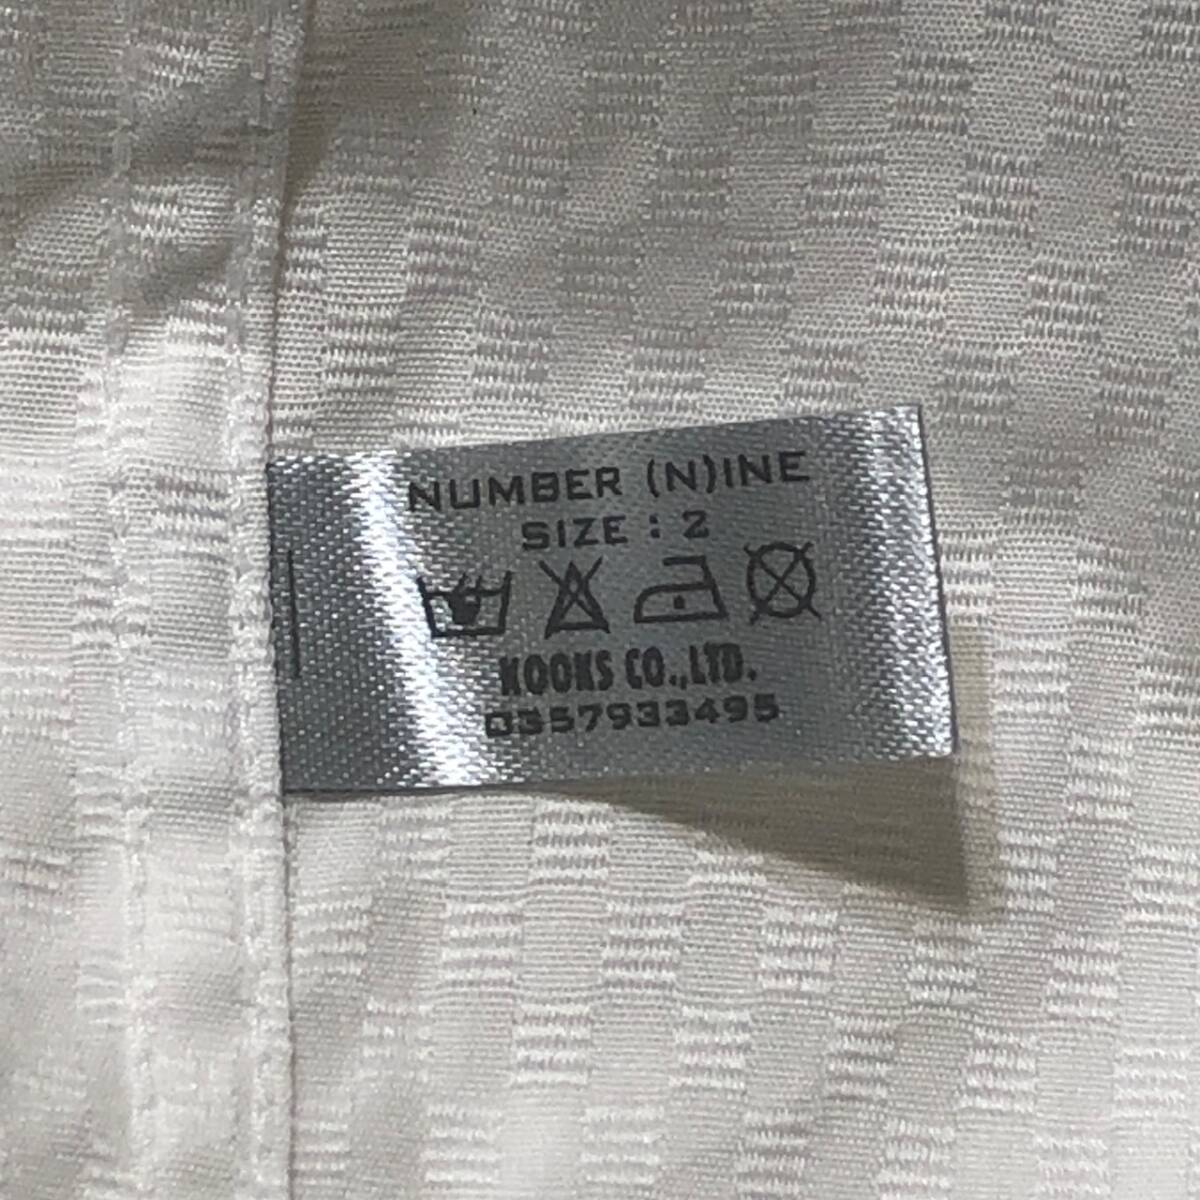 NUMBER (N)INE
SIZE : 2
KOOKS CO.,LTD.
0357933495